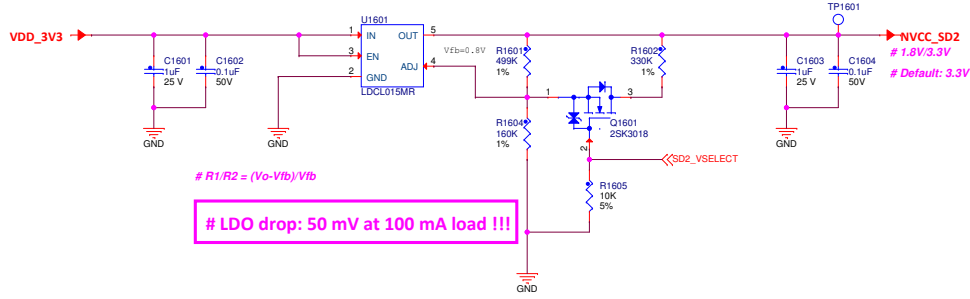 TP1601
U1601
VDD_3V3
1
IN
OUT
5
NVCC_SD2
# 1.8V/3.3V
# Default: 3.3V
3
EN
Vfb=0.8V
2
GND
ADJ
4
LDCL015MR
C1601
1uF
25 V
C1602
0.1uF
50V
R1601
499K
1%
R1602
330K
1%
C1603
1uF
25 V
C1604
0.1uF
50V
1
3
Q1601
2SK3018
2
R1604
160K
1%
GND
GND
GND
SD2_VSELECT
# R1/R2 = (Vo-Vfb)/Vfb
R1605
10K
5%
# LDO drop: 50 mV at 100 mA load !!!
GND